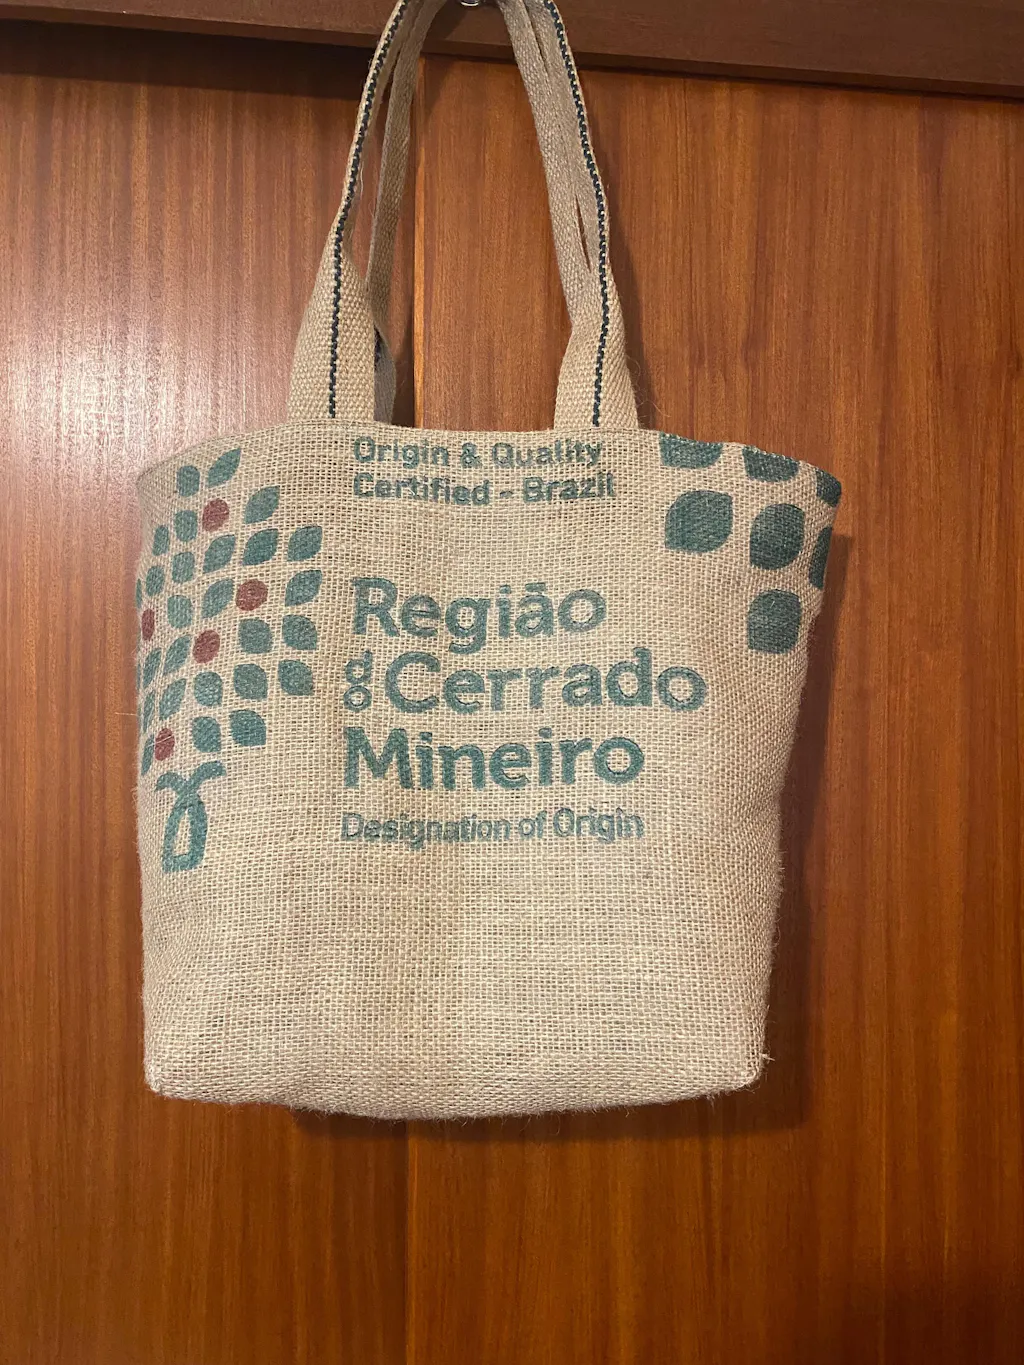 Origin & Quality
Certified - Brazil
Região
do Cerrado
Mineiro
Designation of Origin